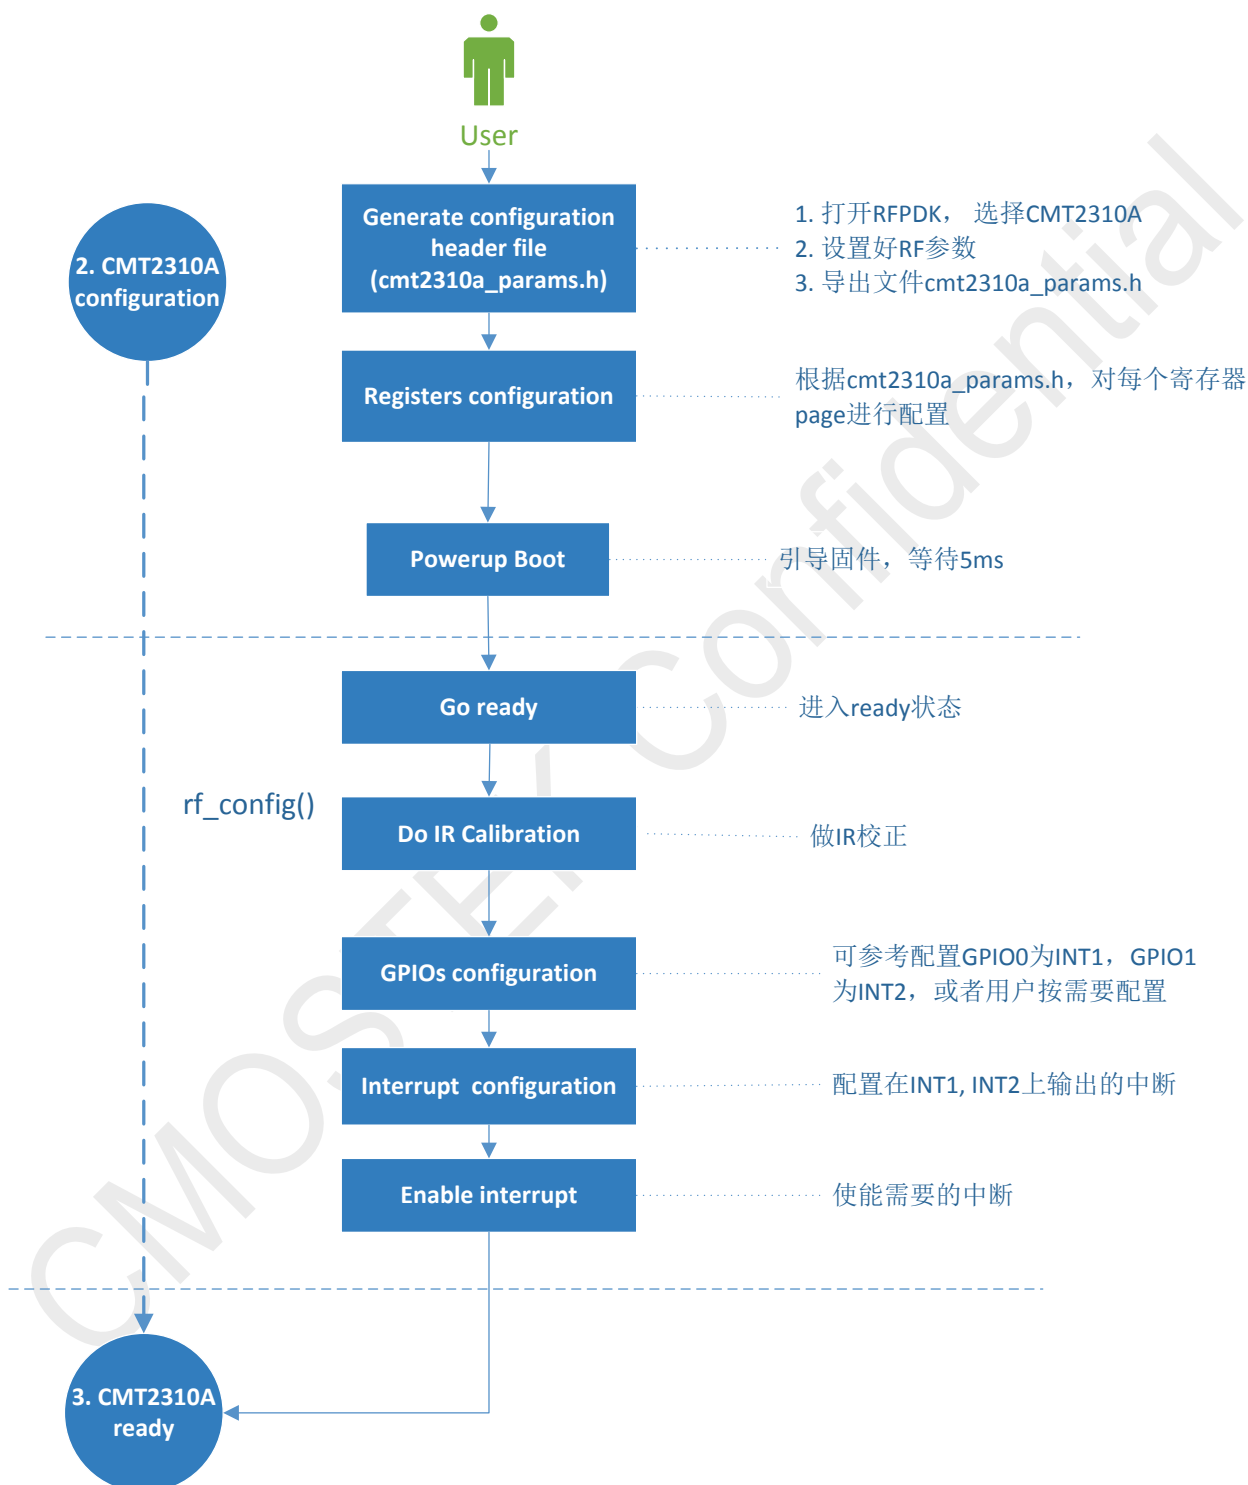 User
Generate configuration
header file
(cmt2310a_params.h)
1. 打开RFPDK， 选择CMT2310A
2. 设置好RF参数
3. 导出文件cmt2310a_params.h
2. CMT2310A
configuration
Registers configuration
根据cmt2310a_params.h，对每个寄存器
page进行配置
Powerup Boot
引导固件，等待5ms
Go ready
进入ready状态
rf_config()
Do IR Calibration
做IR校正
GPIOs configuration
可参考配置GPIO0为INT1，GPIO1
为INT2，或者用户按需要配置
Interrupt  configuration
配置在INT1, INT2上输出的中断
Enable interrupt
使能需要的中断
3. CMT2310A
ready
CMOSTEK Confidential